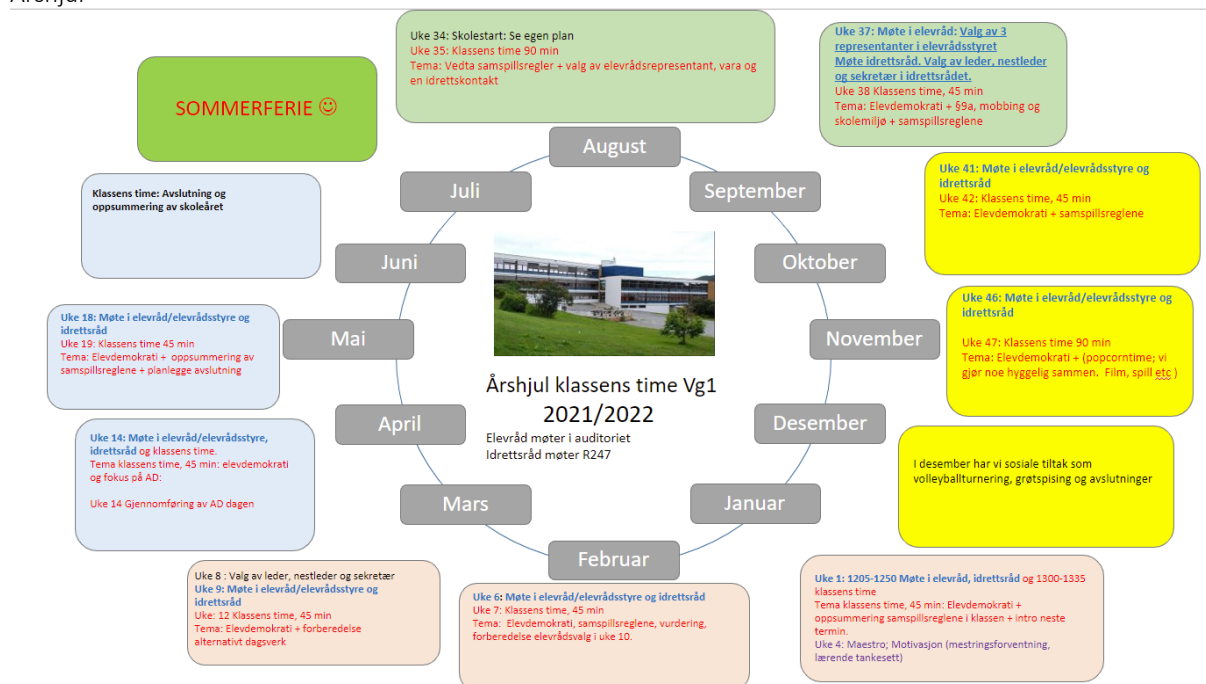 Årshjul
Uke 34: Skolestart: Se egen plan
Uke 35: Klassens time 90 min
Tema: Vedta samspillsregler + valg av elevrådsrepresentant, vara og
en idrettskontakt
Uke 37: Møte i elevråd: Valg av 3
representanter i elevrådsstyret
Møte idrettsråd. Valg av leder, nestleder
og sekretær i idrettsrådet.
Uke 38 Klassens time, 45 min
Tema: Elevdemokrati + §9a, mobbing og
skolemiljø + samspillsreglene
SOMMERFERIE ☺
August
Juli
September
Klassens time: Avslutning og
oppsummering av skoleåret
Uke 41: Møte i elevråd/elevrådsstyre og
idrettsråd
Uke 42: Klassens time, 45 min
Tema: Elevdemokrati + samspillsreglene
Juni
Oktober
Uke 18: Møte i elevråd/elevrådsstyre og
idrettsråd
Uke 19: Klassens time 45 min
Tema: Elevdemokrati + oppsummering av
samspillsreglene + planlegge avslutning
Mai
November
Uke 46: Møte i elevråd/elevrådsstyre og
idrettsråd
Uke 47: Klassens time 90 min
Tema: Elevdemokrati + (popcorntime; vi
gjør noe hyggelig sammen. Film, spill etc )
Årshjul klassens time Vg1
2021/2022
Elevråd møter i auditoriet
Idrettsråd møter R247
April
Desember
Uke 14: Møte i elevråd/elevrådsstyre,
idrettsråd og klassens time.
Tema klassens time, 45 min: elevdemokrati
og fokus på AD:
Uke 14 Gjennomføring av AD dagen
I desember har vi sosiale tiltak som
volleyballturnering, grøtspising og avslutninger
Mars
Januar
Februar
Uke 8 : Valg av leder, nestleder og sekretær
Uke 9: Møte i elevråd/elevrådsstyre og
idrettsråd
Uke: 12 Klassens time, 45 min
Tema: Elevdemokrati + forberedelse
alternativt dagsverk
Uke 6: Møte i elevråd/elevrådsstyre og idrettsråd
Uke 7: Klassens time, 45 min
Tema: Elevdemokrati, samspillsreglene, vurdering,
forberedelse elevrådsvalg i uke 10.
Uke 1: 1205-1250 Møte i elevråd, idrettsråd og 1300-1335
klassens time
Tema klassens time, 45 min: Elevdemokrati +
oppsummering samspillsreglene i klassen + intro neste
termin.
Uke 4: Maestro; Motivasjon (mestringsforventning,
lærende tankesett)